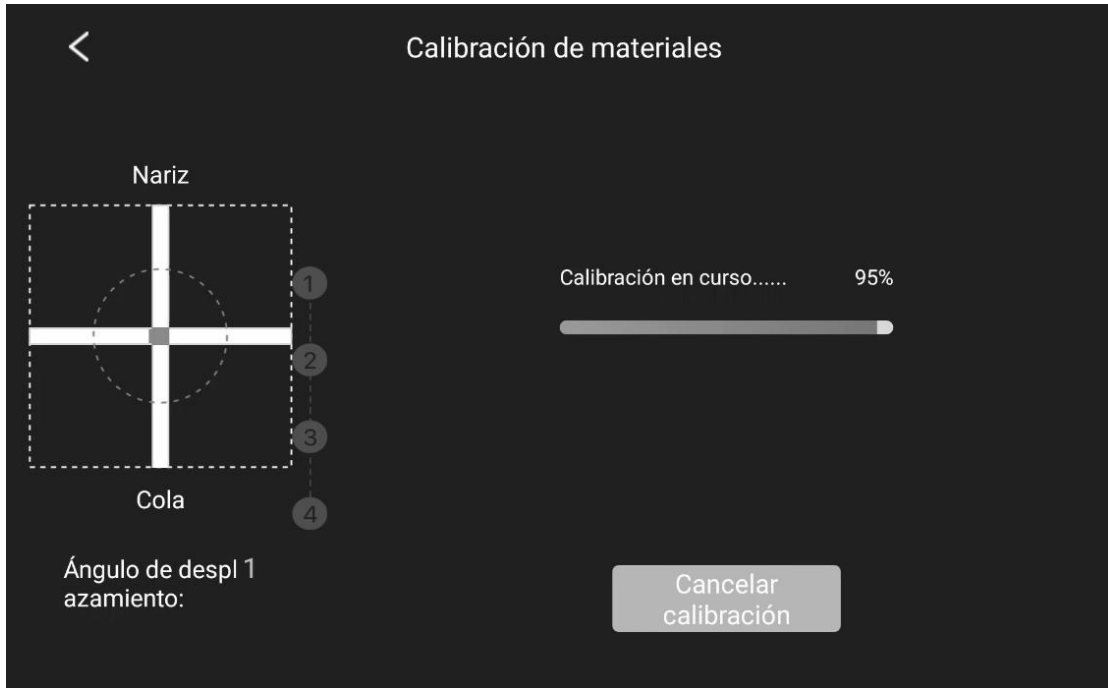 Calibración de materiales
Nariz
1
2
3
4
Cola
Ángulo de despl 1
azamiento:
Calibración en curso...... 95%
Cancelar
calibración